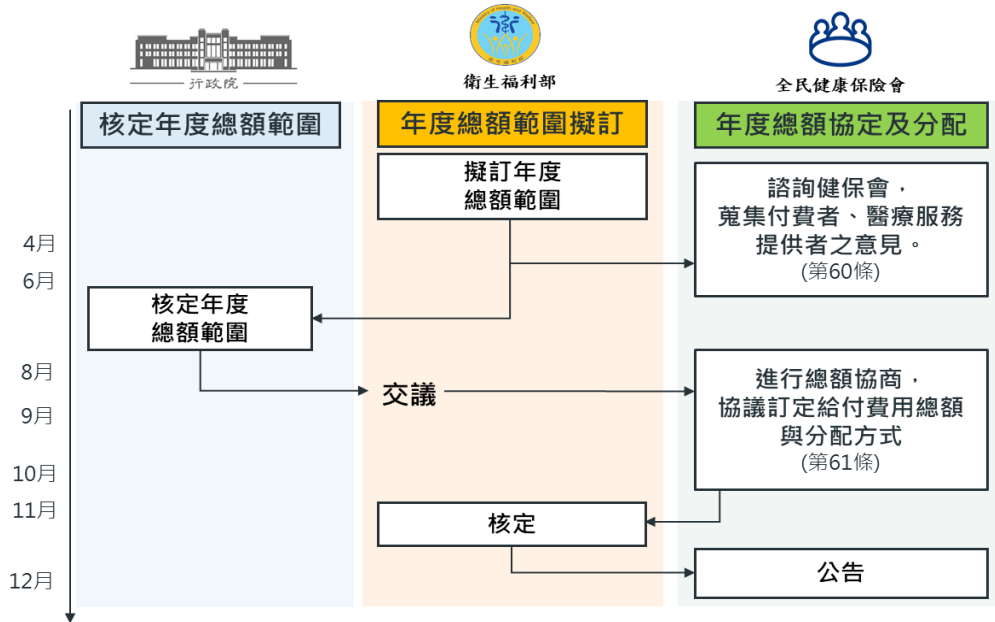 行政院
衛生福利部
全民健康保險會
核定年度總額範圍
年度總額範圍擬訂
年度總額協定及分配
擬訂年度
總額範圍
諮詢健保會，
蒐集付費者、醫療服務
提供者之意見。
(第60條)
4月
6月
核定年度
總額範圍
8月
交議
進行總額協商，
協議訂定給付費用總額
與分配方式
(第61條)
9月
10月
11月
核定
公告
12月